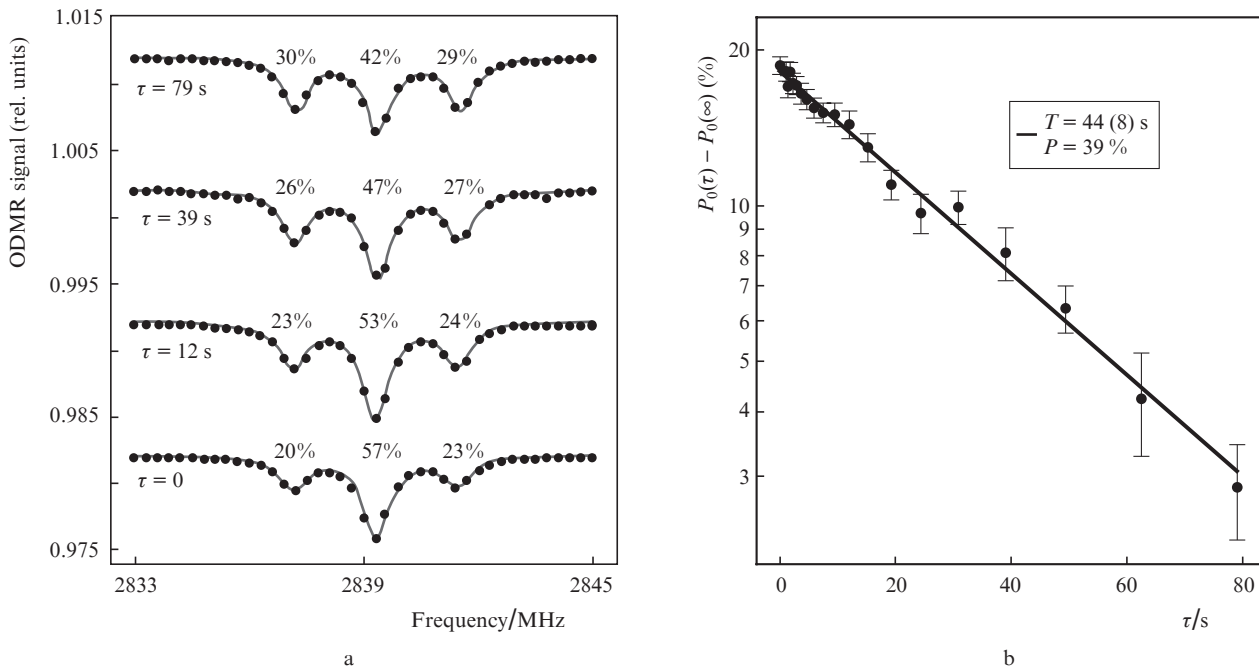 1.015
1.005
0.995
0.985
0.975
ODMR signal (rel. units)
30% 42% 29%
τ = 79 s
26% 47% 27%
τ = 39 s
23% 53% 24%
τ = 12 s
20% 57% 23%
τ = 0
2833 2839 2845
Frequency/MHz
a
P0(τ) − P0(∞) (%)
20
10
9
8
7
6
5
4
3
T = 44 (8) s
P = 39 %
0 20 40 60 80
τ/s
b